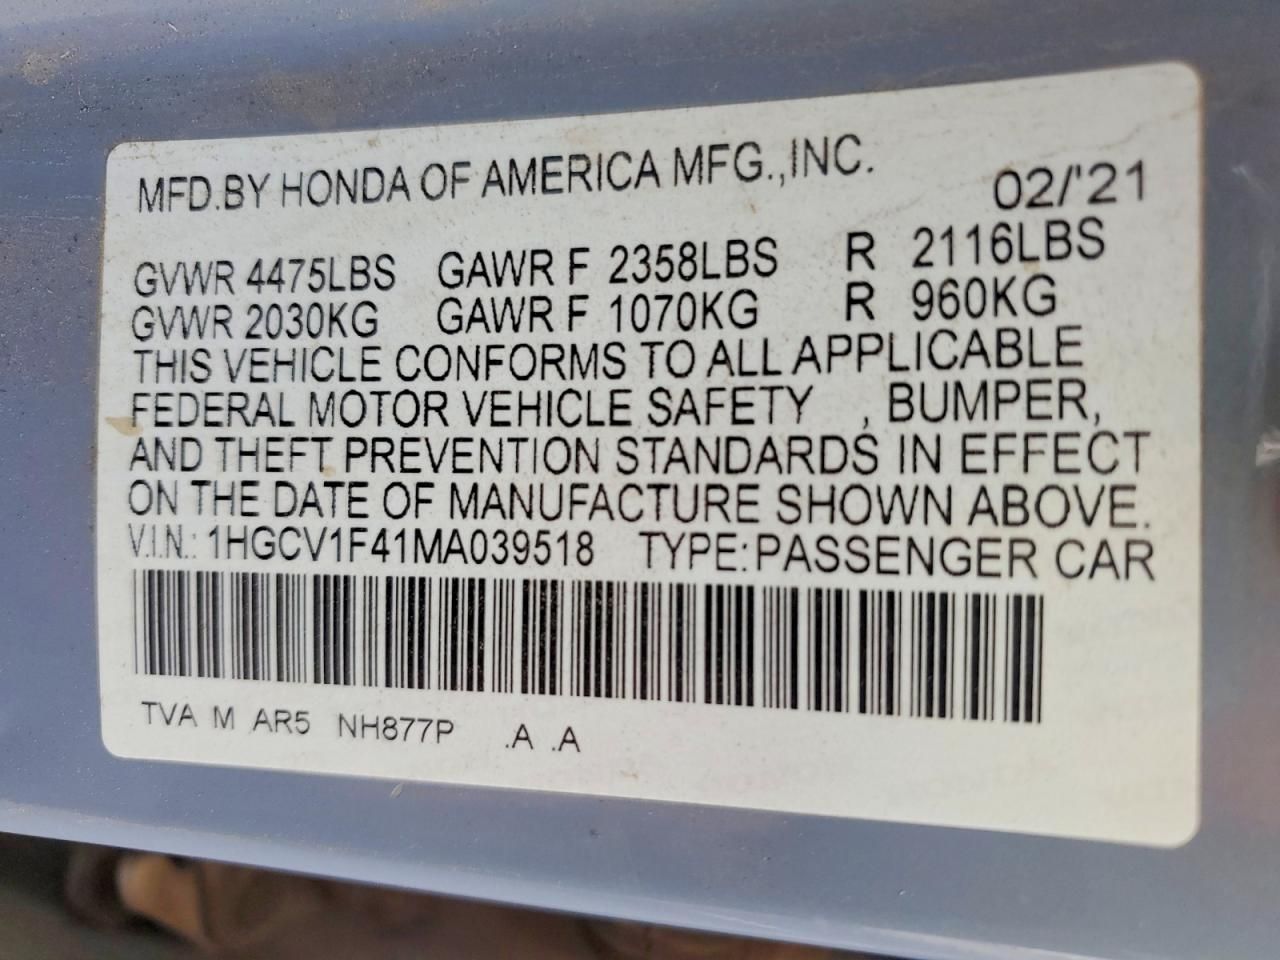 MFD.BY HONDA OF AMERICA MFG.,INC. 02/'21
GVWR 4475LBS GAWR F 2358LBS R 2116LBS
GVWR 2030KG GAWR F 1070KG R 960KG
THIS VEHICLE CONFORMS TO ALL APPLICABLE
FEDERAL MOTOR VEHICLE SAFETY , BUMPER,
AND THEFT PREVENTION STANDARDS IN EFFECT
ON THE DATE OF MANUFACTURE SHOWN ABOVE.
V.I.N.: 1HGCV1F41MA039518 TYPE:PASSENGER CAR
TVA M AR5 NH877P .A .A